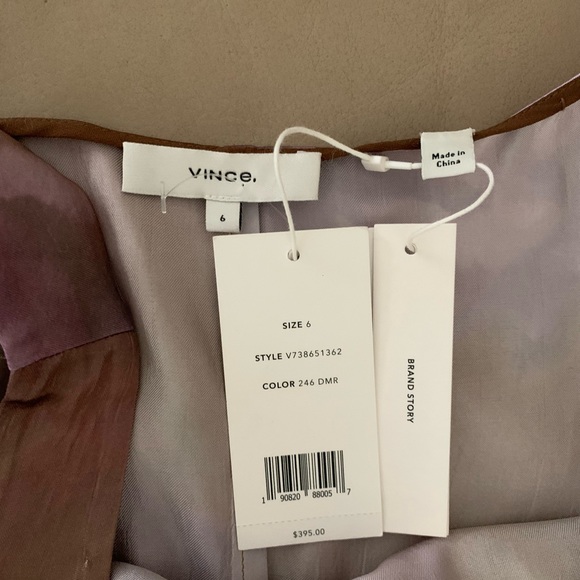 VINCE.
6
Made in
China
SIZE 6
STYLE V738651362
COLOR 246 DMR
1 90820 88005 7
$395.00
BRAND STORY